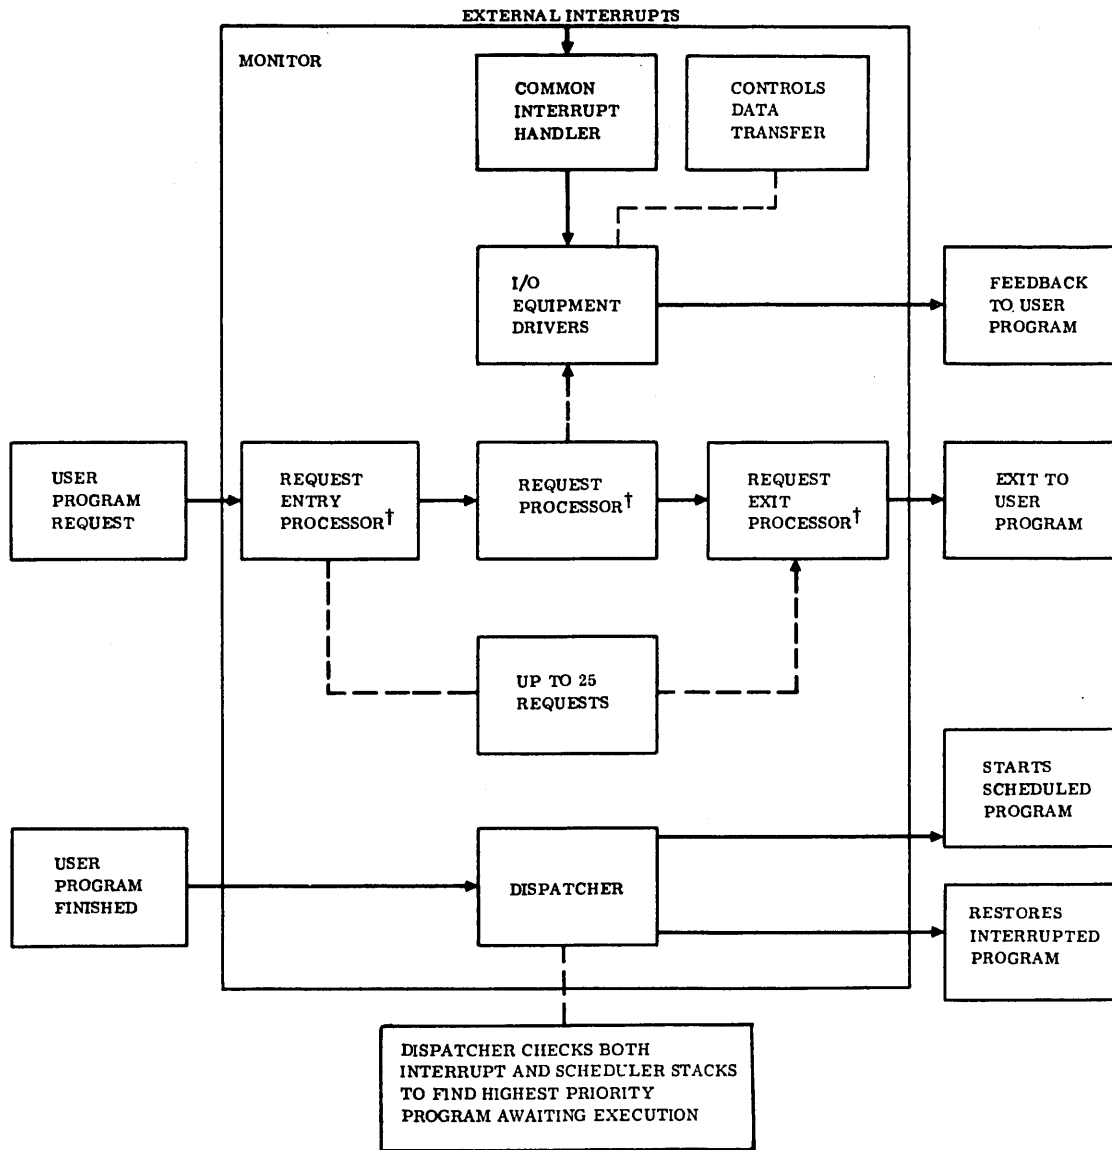 EXTERNAL INTERRUPTS
MONITOR
COMMON
INTERRUPT
HANDLER
CONTROLS
DATA
TRANSFER
I/O
EQUIPMENT
DRIVERS
FEEDBACK
TO USER
PROGRAM
USER
PROGRAM
REQUEST
REQUEST
ENTRY
PROCESSOR†
REQUEST
PROCESSOR†
REQUEST
EXIT
PROCESSOR†
EXIT TO
USER
PROGRAM
UP TO 25
REQUESTS
STARTS
SCHEDULED
PROGRAM
USER
PROGRAM
FINISHED
DISPATCHER
RESTORES
INTERRUPTED
PROGRAM
DISPATCHER CHECKS BOTH
INTERRUPT AND SCHEDULER STACKS
TO FIND HIGHEST PRIORITY
PROGRAM AWAITING EXECUTION